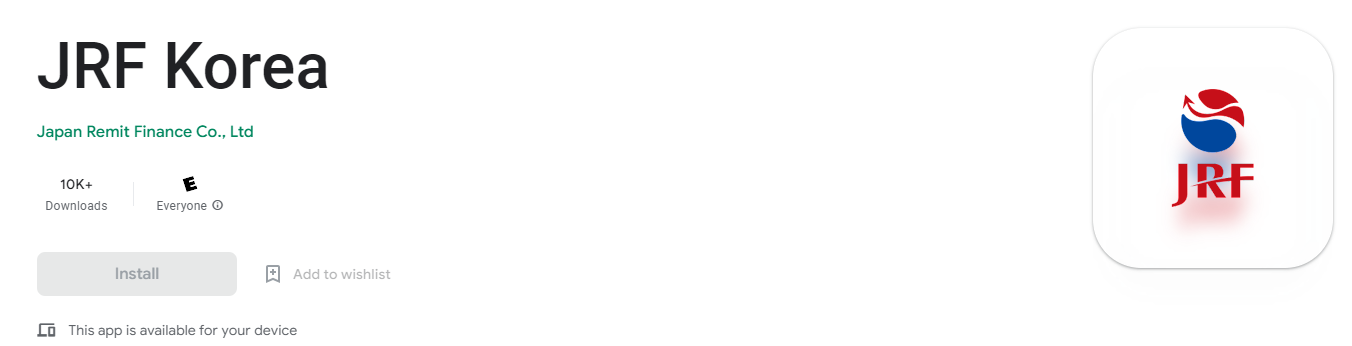 JRF Korea
Japan Remit Finance Co., Ltd
10K+
Downloads
E
Everyone
Install
Add to wishlist
This app is available for your device
JRF